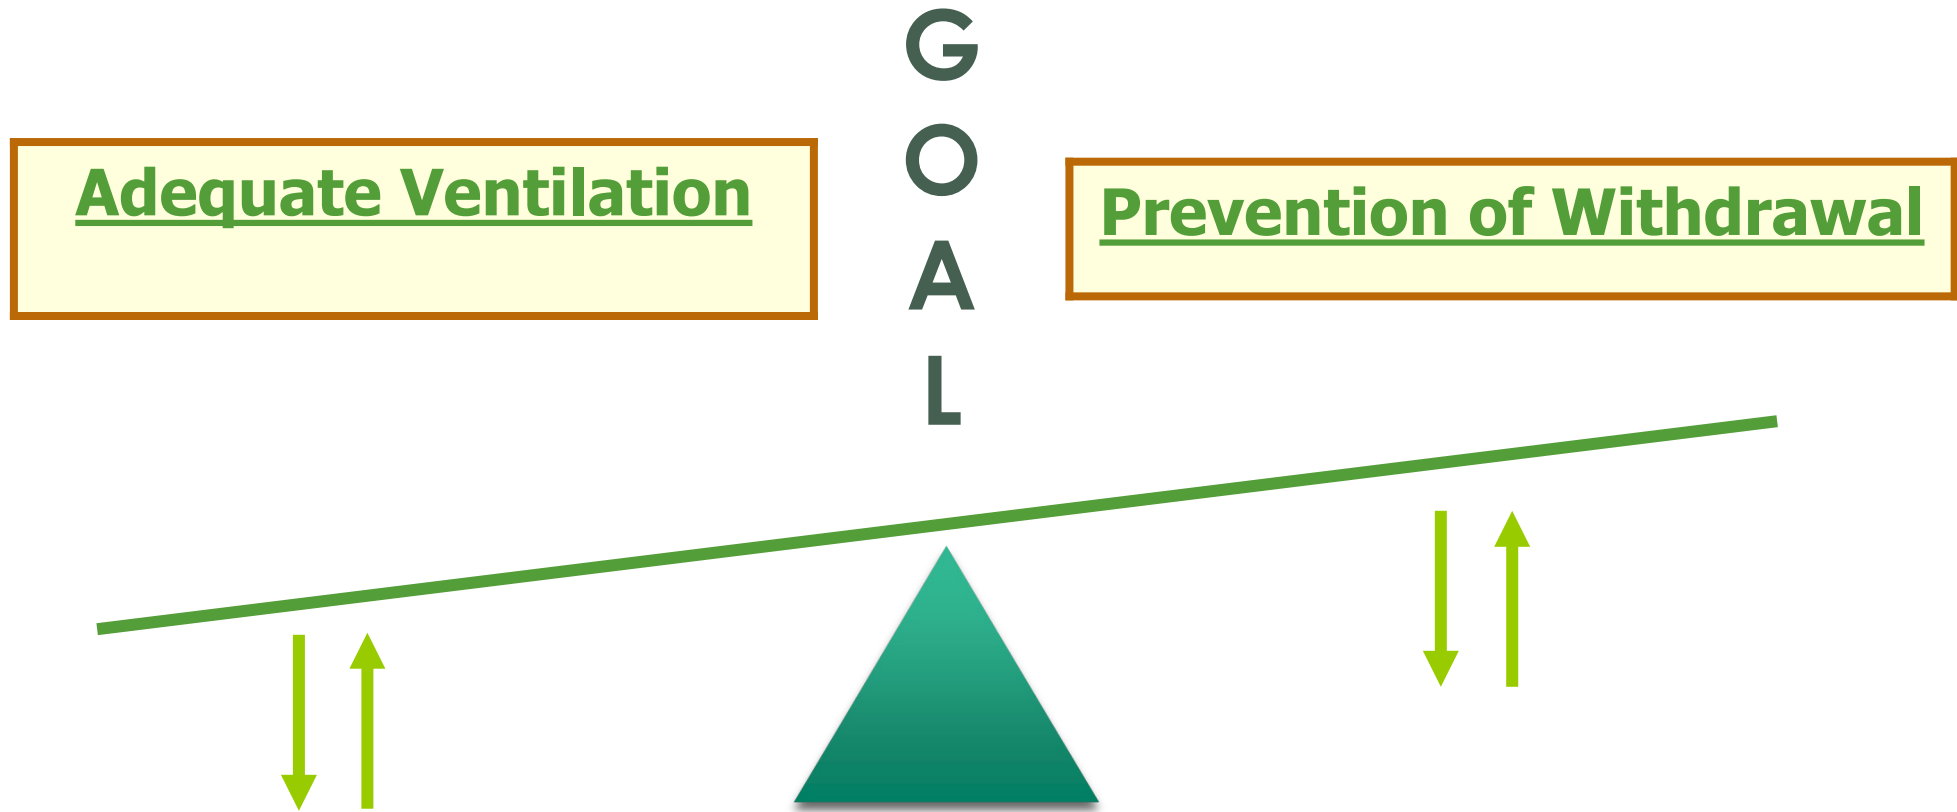 G
O
A
L
Adequate Ventilation
Prevention of Withdrawal